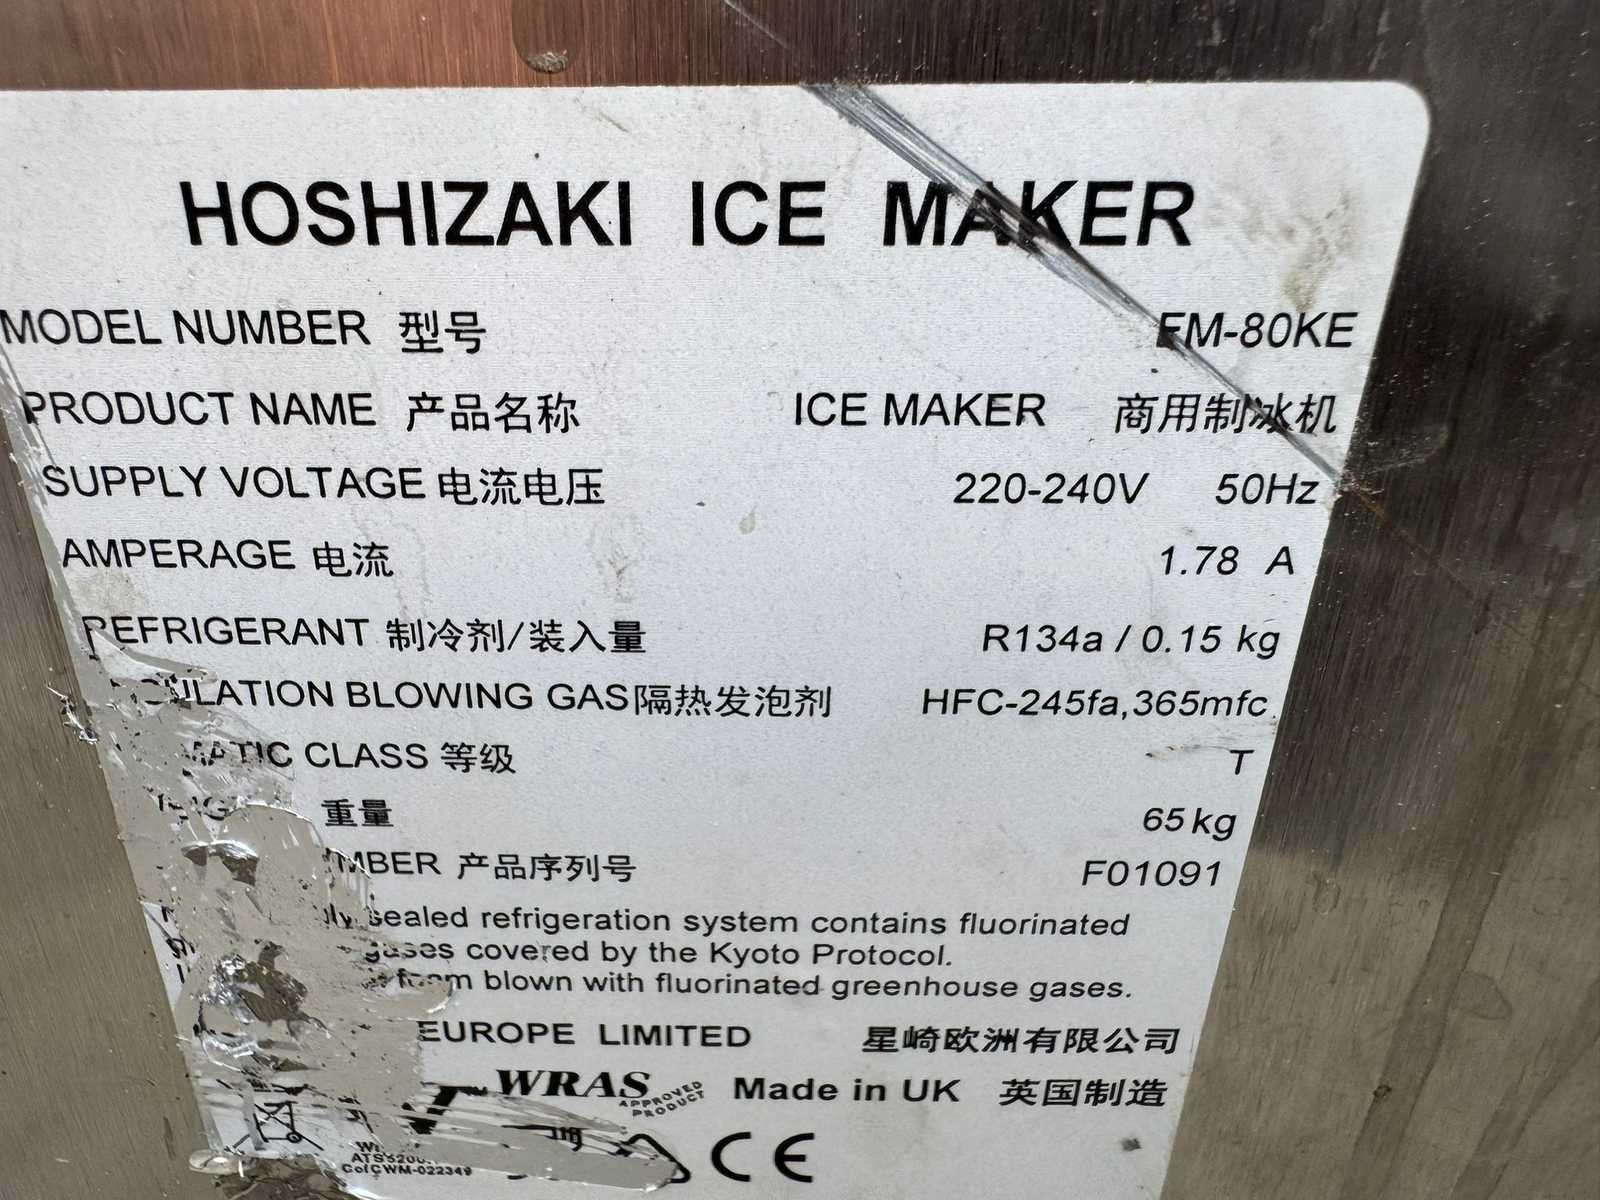 HOSHIZAKI ICE MAKER
MODEL NUMBER 型号 FM-80KE
PRODUCT NAME 产品名称 ICE MAKER 商用制冰机
SUPPLY VOLTAGE 电流电压 220-240V 50Hz
AMPERAGE 电流 1.78 A
REFRIGERANT 制冷剂/装入量 R134a / 0.15 kg
INSULATION BLOWING GAS 隔热发泡剂 HFC-245fa,365mfc
CLASS 等级 T
重量 65 kg
产品序列号 F01091
sealed refrigeration system contains fluorinated
gases covered by the Kyoto Protocol.
foam blown with fluorinated greenhouse gases.
EUROPE LIMITED 星崎欧洲有限公司
WRAS APPROVED PRODUCT Made in UK 英国制造
CofCWM-022349
CE